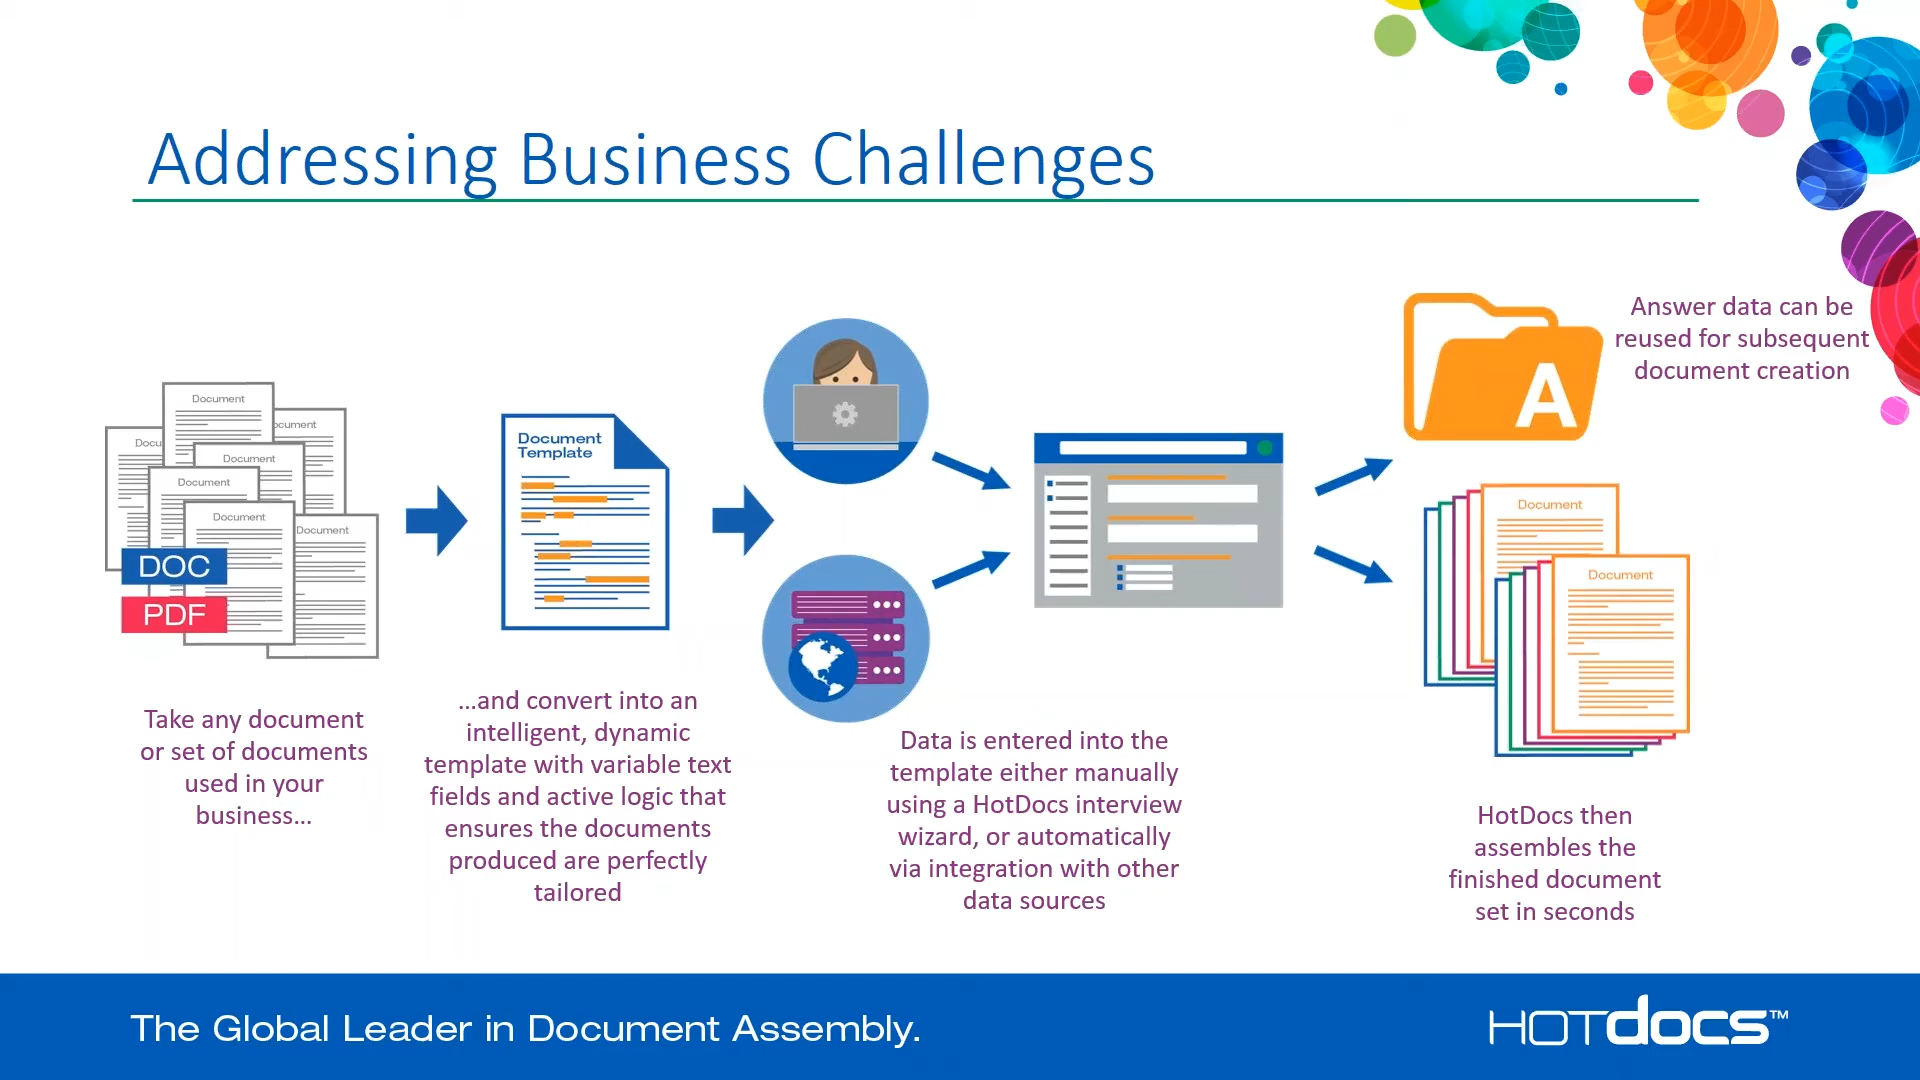 Addressing Business Challenges
Document
Document
Docu
ocument
Document
Document
Document
Document
DOC
PDF
Take any document
or set of documents
used in your
business...
Document
Template
...and convert into an
intelligent, dynamic
template with variable text
fields and active logic that
ensures the documents
produced are perfectly
tailored
Data is entered into the
template either manually
using a HotDocs interview
wizard, or automatically
via integration with other
data sources
A
Answer data can be
reused for subsequent
document creation
Document
Document
HotDocs then
assembles the
finished document
set in seconds
The Global Leader in Document Assembly.
HOTdocs™